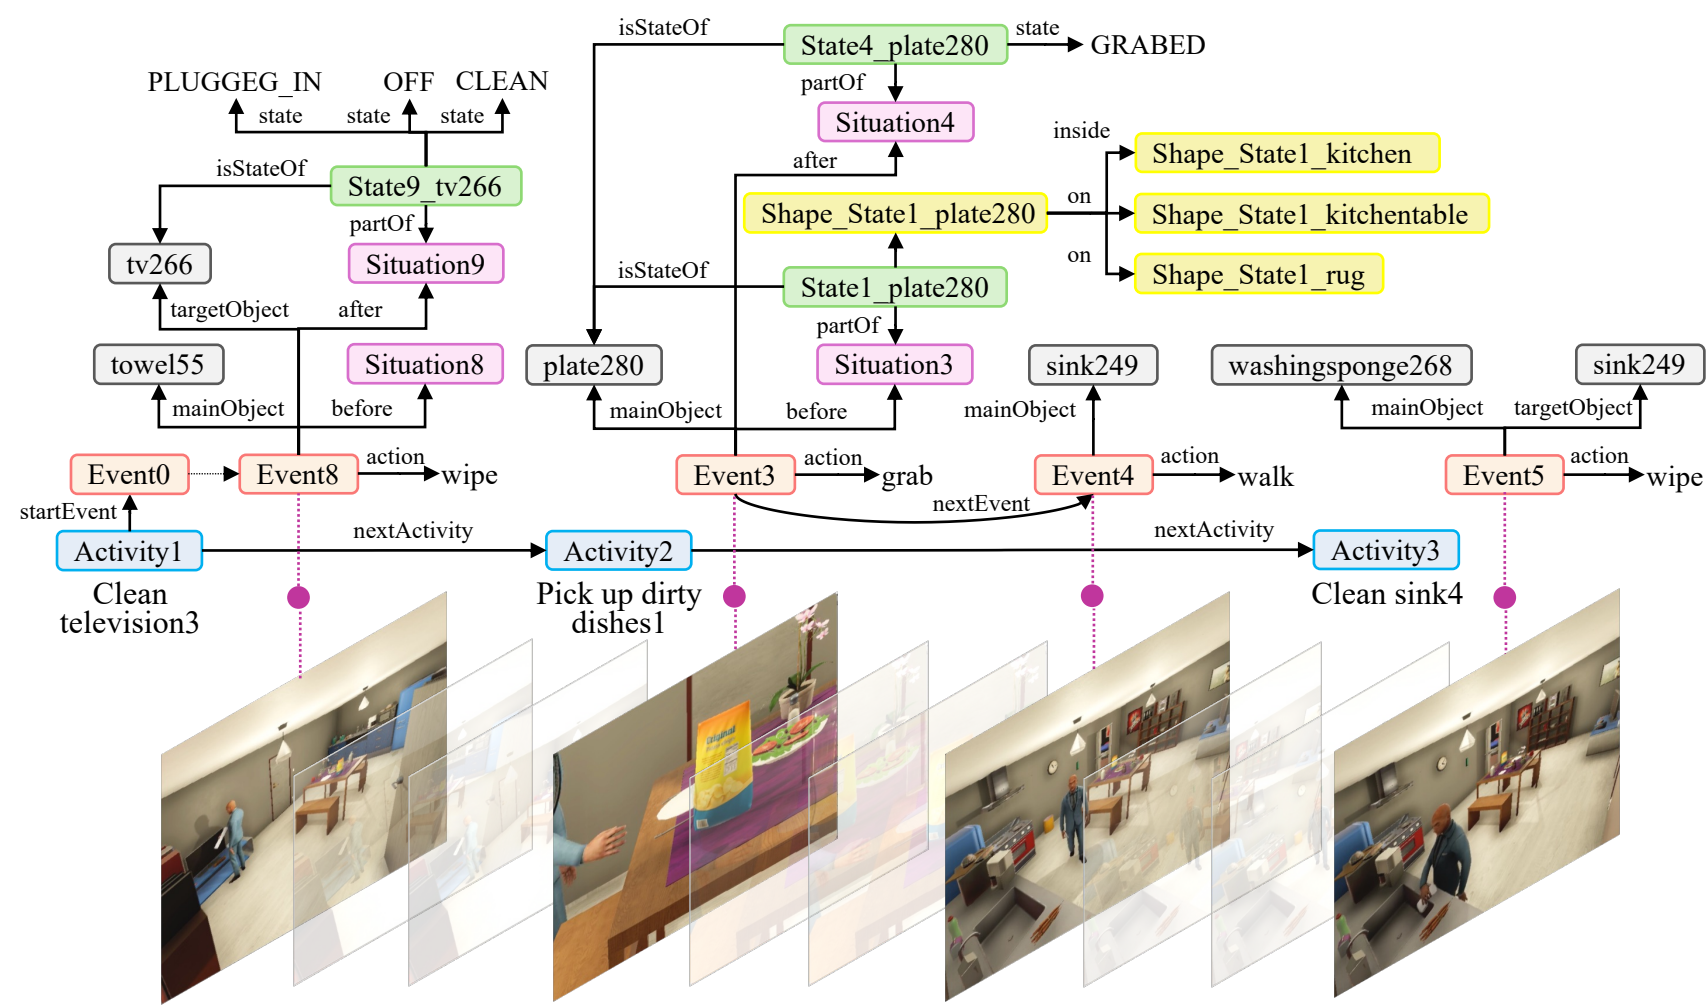 isStateOf
State4_plate280
state
GRABED
PLUGGEG_IN
OFF
CLEAN
partOf
state
state
state
Situation4
inside
Shape_State1_kitchen
isStateOf
after
State9_tv266
on
Shape_State1_plate280
Shape_State1_kitchentable
partOf
tv266
Situation9
isStateOf
on
Shape_State1_rug
State1_plate280
targetObject
after
partOf
towel55
Situation8
plate280
Situation3
sink249
washingsponge268
sink249
mainObject
before
mainObject
before
mainObject
mainObject
targetObject
Event0
Event8
action
wipe
Event3
action
grab
Event4
action
walk
Event5
action
wipe
startEvent
nextEvent
Activity1
nextActivity
Activity2
nextActivity
Activity3
Clean
television3
Pick up dirty
dishes1
Clean sink4
Original